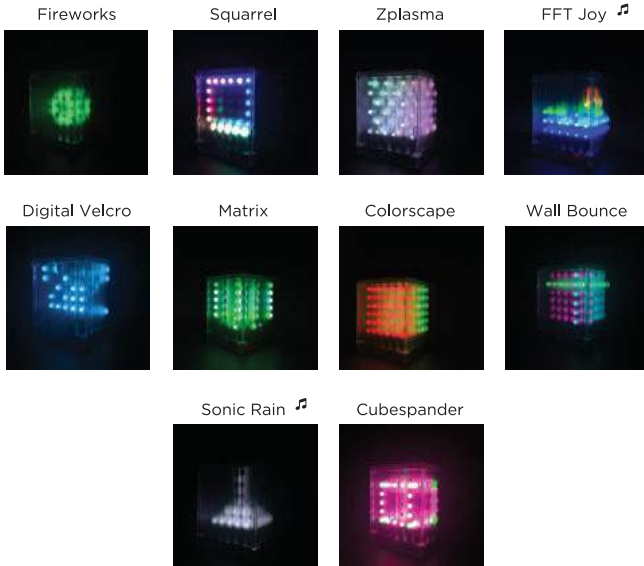 Fireworks
Squarrel
Zplasma
FFT Joy
Digital Velcro
Matrix
Colorscape
Wall Bounce
Sonic Rain
Cubespander